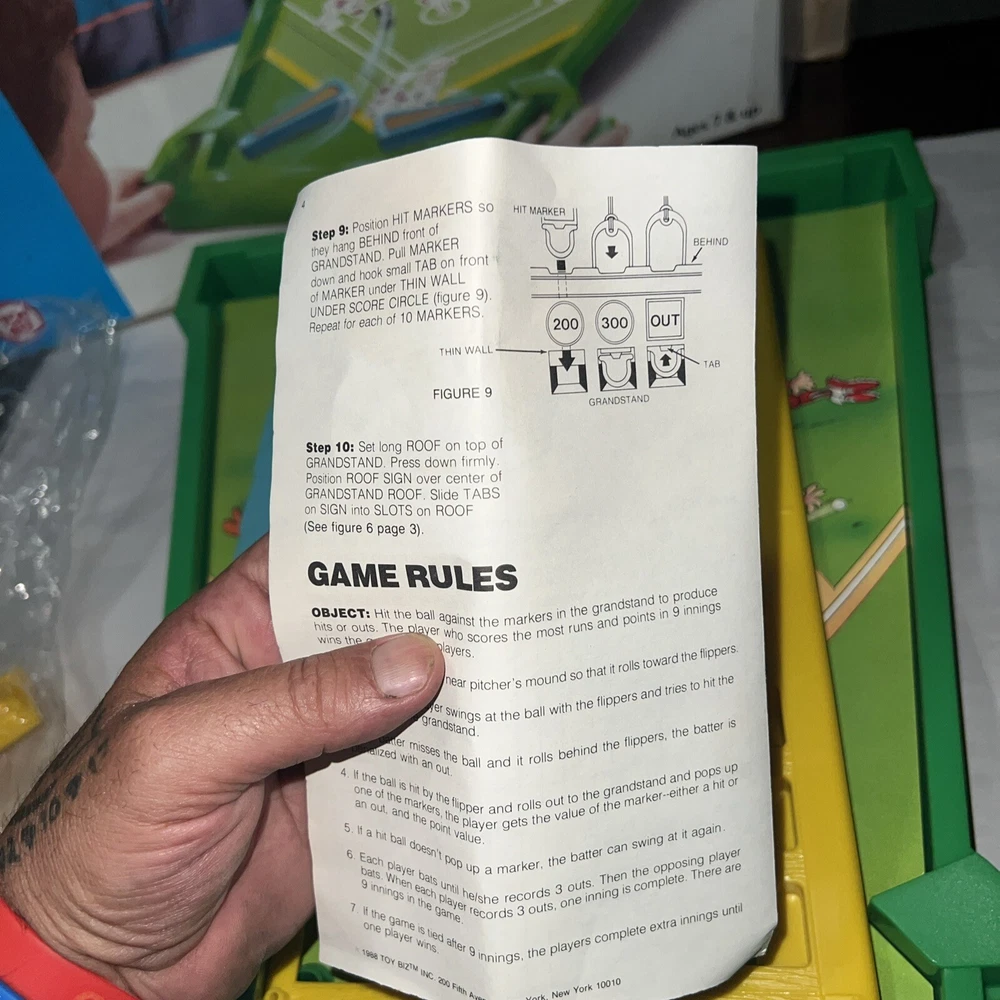 Ages 7 & up
4
Step 9: Position HIT MARKERS so
they hang BEHIND front of
GRANDSTAND. Pull MARKER
down and hook small TAB on front
of MARKER under THIN WALL
UNDER SCORE CIRCLE (figure 9).
Repeat for each of 10 MARKERS.
HIT MARKER
BEHIND
200
300
OUT
THIN WALL
TAB
GRANDSTAND
FIGURE 9
Step 10: Set long ROOF on top of
GRANDSTAND. Press down firmly.
Position ROOF SIGN over center of
GRANDSTAND ROOF. Slide TABS
on SIGN into SLOTS on ROOF
(See figure 6 page 3).
GAME RULES
OBJECT: Hit the ball against the markers in the grandstand to produce
hits or outs. The player who scores the most runs and points in 9 innings
wins the players.
near pitcher's mound so that it rolls toward the flippers.
swings at the ball with the flippers and tries to hit the
grandstand.
misses the ball and it rolls behind the flippers, the batter is
with an out.
4. If the ball is hit by the flipper and rolls out to the grandstand and pops up
one of the markers, the player gets the value of the marker--either a hit or
an out, and the point value.
5. If a hit ball doesn't pop up a marker, the batter can swing at it again.
6. Each player bats until he/she records 3 outs. Then the opposing player
bats. When each player records 3 outs, one inning is complete. There are
9 innings in the game.
7. If the game is tied after 9 innings, the players complete extra innings until
one player wins.
1988 TOY BIZ™ INC. 200 Fifth York, New York 10010